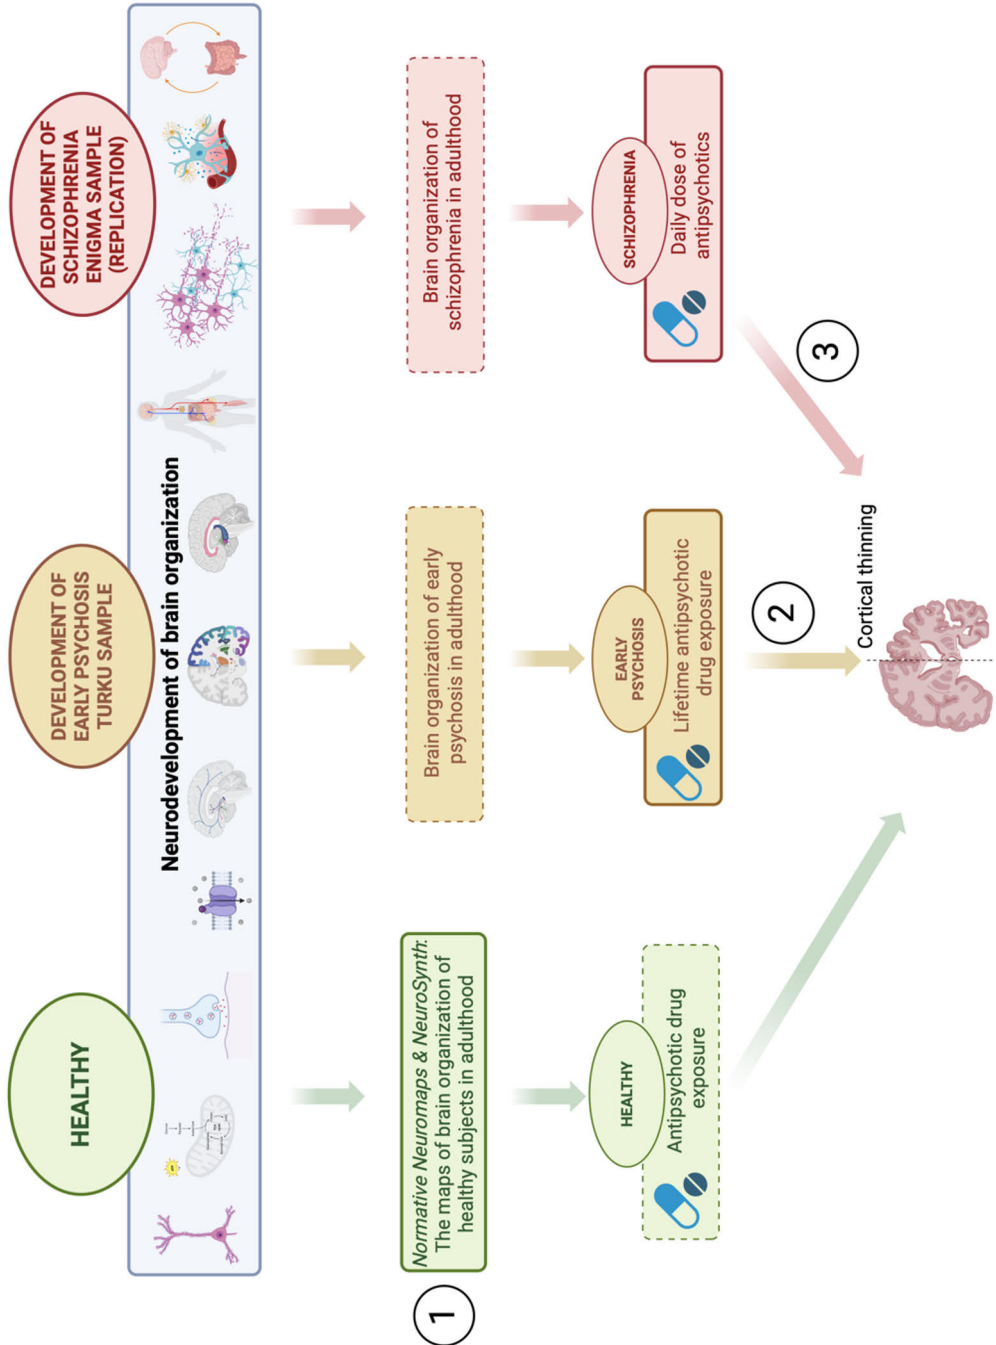 HEALTHY
DEVELOPMENT OF
EARLY PSYCHOSIS
TURKU SAMPLE
DEVELOPMENT OF
SCHIZOPHRENIA
ENIGMA SAMPLE
(REPLICATION)
Neurodevelopment of brain organization
1
Normative Neuromaps & NeuroSynth:
The maps of brain organization of
healthy subjects in adulthood
Brain organization of early
psychosis in adulthood
Brain organization of
schizophrenia in adulthood
HEALTHY
Antipsychotic drug
exposure
EARLY
PSYCHOSIS
Lifetime antipsychotic
drug exposure
SCHIZOPHRENIA
Daily dose of
antipsychotics
2
3
Cortical thinning